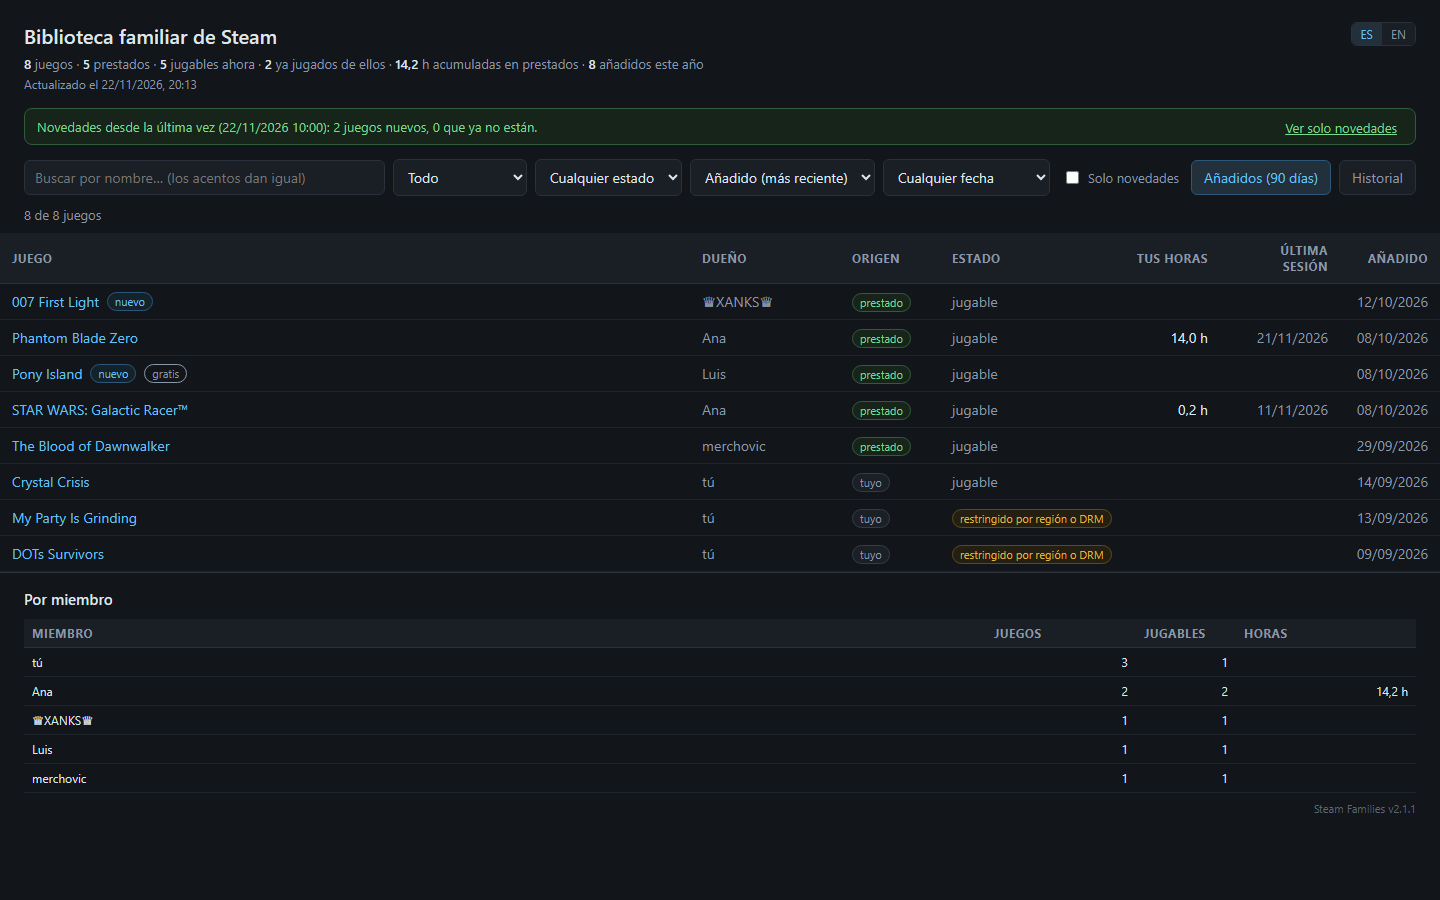 Biblioteca familiar de Steam
ES EN
8 juegos · 5 prestados · 5 jugables ahora · 2 ya jugados de ellos · 14,2 h acumuladas en prestados · 8 añadidos este año
Actualizado el 22/11/2026, 20:13
Novedades desde la última vez (22/11/2026 10:00): 2 juegos nuevos, 0 que ya no están. Ver solo novedades
Buscar por nombre... (los acentos dan igual) Todo Cualquier estado Añadido (más reciente) Cualquier fecha Solo novedades Añadidos (90 días) Historial
8 de 8 juegos
JUEGO DUEÑO ORIGEN ESTADO TUS HORAS ÚLTIMA SESIÓN AÑADIDO
007 First Light nuevo ♛XANKS♛ prestado jugable 12/10/2026
Phantom Blade Zero Ana prestado jugable 14,0 h 21/11/2026 08/10/2026
Pony Island nuevo gratis Luis prestado jugable 08/10/2026
STAR WARS: Galactic Racer™ Ana prestado jugable 0,2 h 11/11/2026 08/10/2026
The Blood of Dawnwalker merchovic prestado jugable 29/09/2026
Crystal Crisis tú tuyo jugable 14/09/2026
My Party Is Grinding tú tuyo restringido por región o DRM 13/09/2026
DOTs Survivors tú tuyo restringido por región o DRM 09/09/2026
Por miembro
MIEMBRO JUEGOS JUGABLES HORAS
tú 3 1
Ana 2 2 14,2 h
♛XANKS♛ 1 1
Luis 1 1
merchovic 1 1
Steam Families v2.1.1